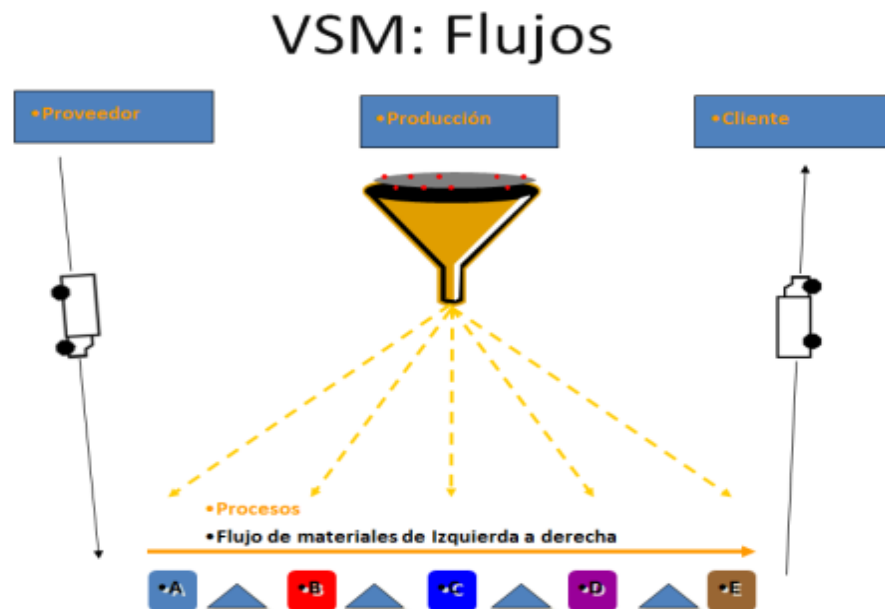 VSM: Flujos
•Proveedor
•Producción
•Cliente
•Procesos
•Flujo de materiales de Izquierda a derecha
•A
•B
•C
•D
•E